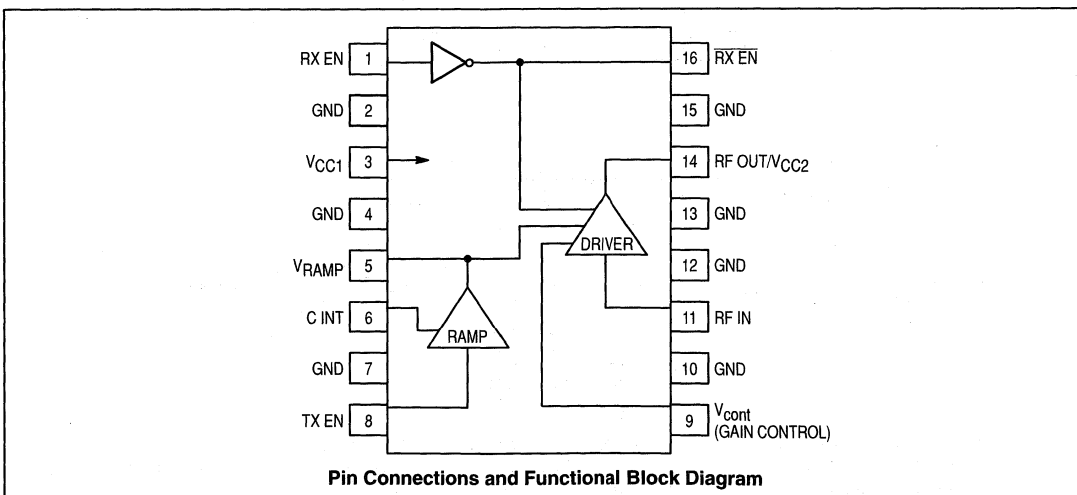 RX EN 1
GND 2
VCC1 3
GND 4
VRAMP 5
C INT 6
GND 7
TX EN 8
16 RX EN
15 GND
14 RF OUT/VCC2
13 GND
12 GND
11 RF IN
10 GND
9 Vcont
(GAIN CONTROL)
DRIVER
RAMP
Pin Connections and Functional Block Diagram